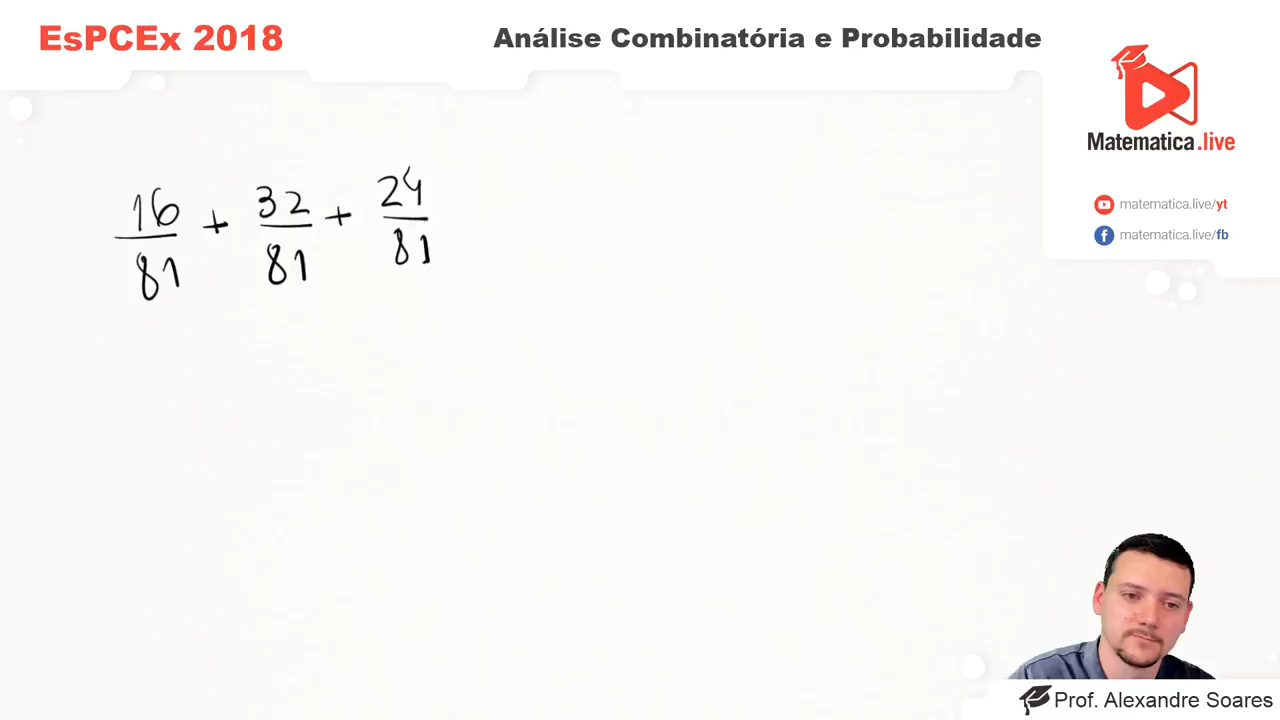 EsPCEx 2018
Análise Combinatória e Probabilidade
Matematica.live
matematica.live/yt
matematica.live/fb
16/81 + 32/81 + 24/81
Prof. Alexandre Soares